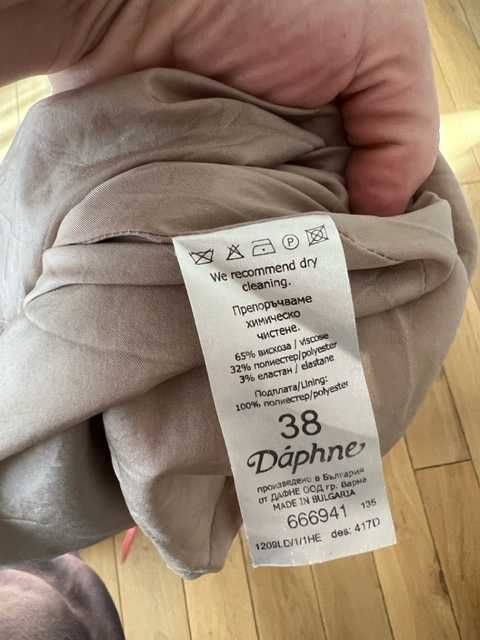 P
We recommend dry
cleaning.
Препоръчваме
химическо
чистене.
65% вискоза / viscose
32% полиестер/polyester
3% еластан / elastane
Подплата/Lining:
100% полиестер/polyester
38
Dáphne
произведено в България
от ДАФНЕ ООД гр. Варна
MADE IN BULGARIA
666941 135
1209LD/1/1HE des: 417D